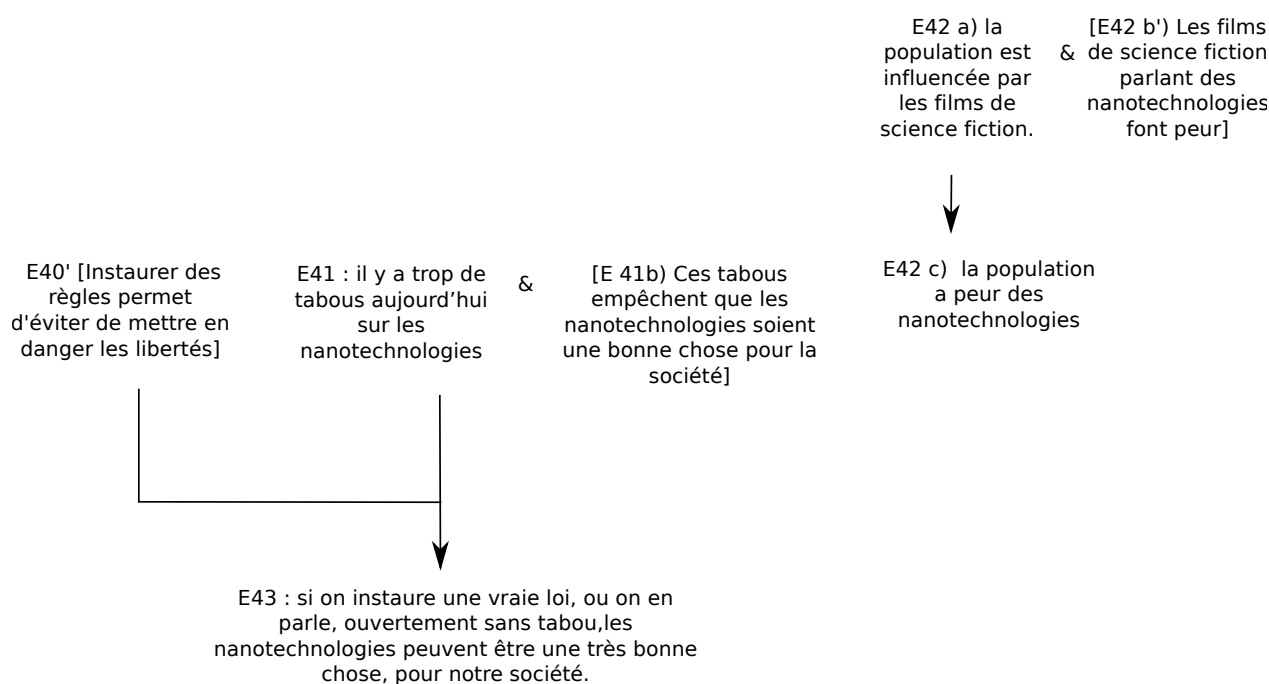 E42 a) la
population est
influencée par
les films de
science fiction.
&
[E42 b') Les films
de science fiction
parlant des
nanotechnologies
font peur]
E40' [Instaurer des
règles permet
d'éviter de mettre en
danger les libertés]
E41 : il y a trop de
tabous aujourd’hui
sur les
nanotechnologies
&
[E 41b) Ces tabous
empêchent que les
nanotechnologies soient
une bonne chose pour la
société]
E42 c)  la population
a peur des
nanotechnologies
E43 : si on instaure une vraie loi, ou on en
parle, ouvertement sans tabou,les
nanotechnologies peuvent être une très bonne
chose, pour notre société.